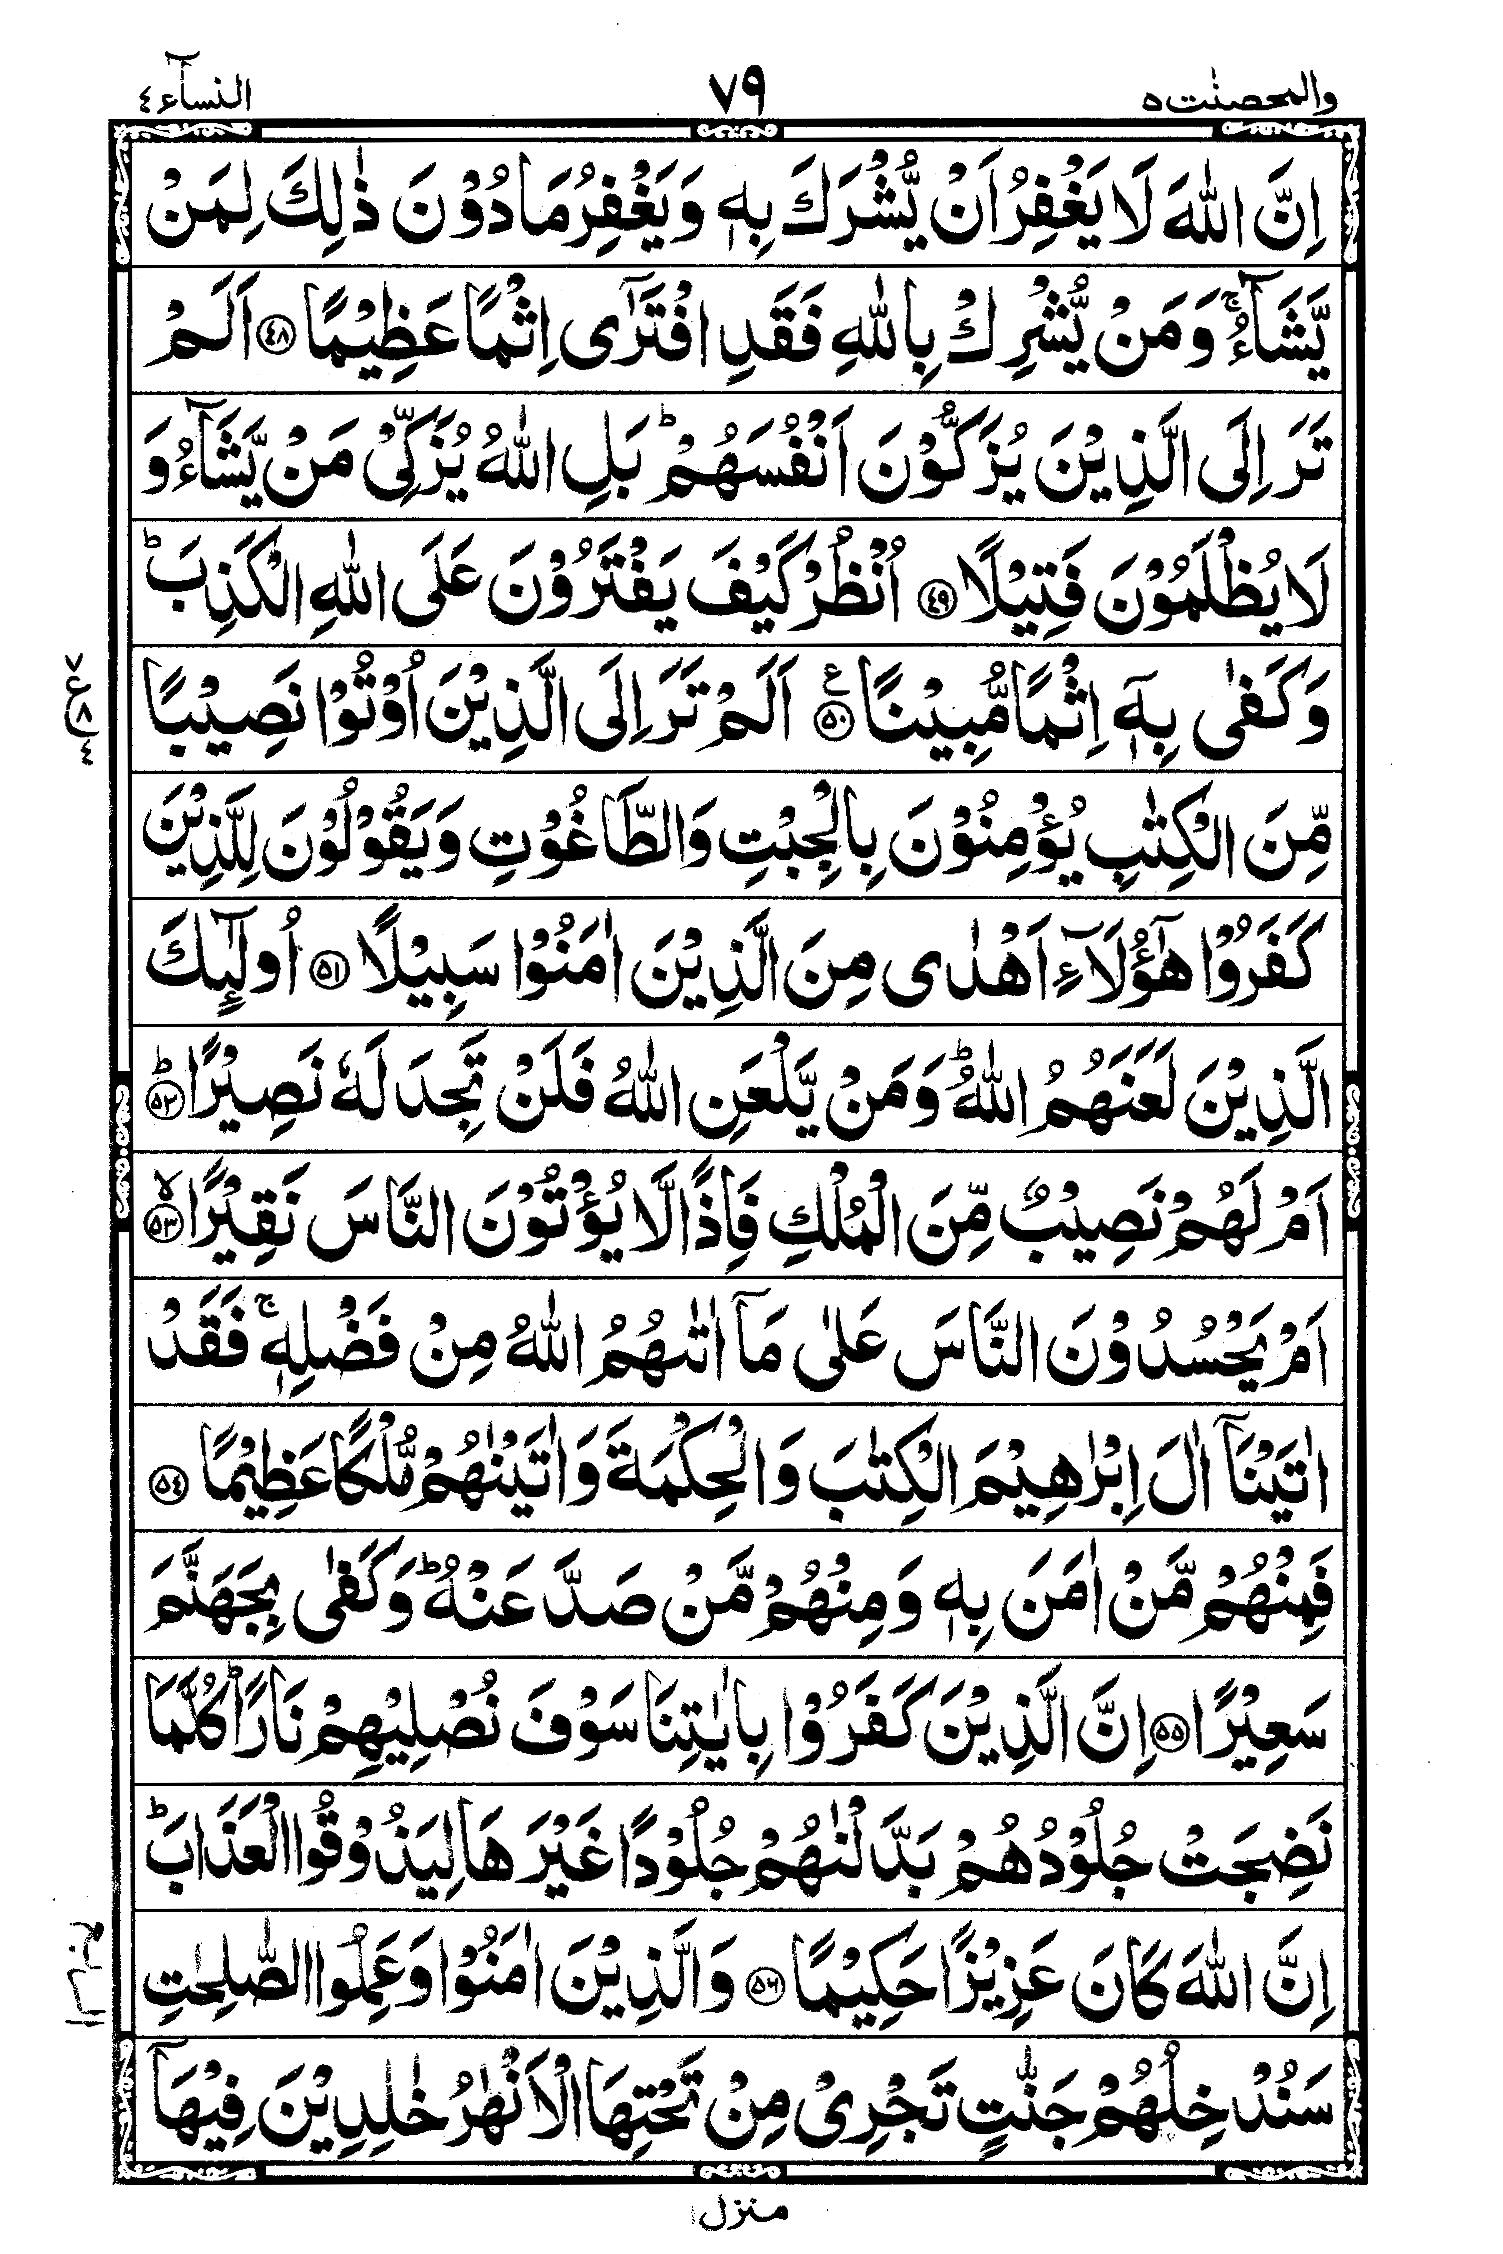 والمحصنت ٥
٧٩
النسآء ٤
اِنَّ اللّٰهَ لَا يَغْفِرُ اَنْ يُّشْرَكَ بِهٖ وَيَغْفِرُ مَا دُوْنَ ذٰلِكَ لِمَنْ
يَّشَآءُ ۚ وَمَنْ يُّشْرِكْ بِاللّٰهِ فَقَدِ افْتَرٰٓى اِثْمًا عَظِيْمًا ﴿٤٨﴾ اَلَمْ
تَرَ اِلَى الَّذِيْنَ يُزَكُّوْنَ اَنْفُسَهُمْ ؕ بَلِ اللّٰهُ يُزَكِّيْ مَنْ يَّشَآءُ وَ
لَا يُظْلَمُوْنَ فَتِيْلًا ﴿٤٩﴾ اُنْظُرْ كَيْفَ يَفْتَرُوْنَ عَلَى اللّٰهِ الْكَذِبَ ؕ
وَكَفٰى بِهٖٓ اِثْمًا مُّبِيْنًا ﴿٥٠﴾ ع اَلَمْ تَرَ اِلَى الَّذِيْنَ اُوْتُوْا نَصِيْبًا
٧ ع ٨ ٤
مِّنَ الْكِتٰبِ يُؤْمِنُوْنَ بِالْجِبْتِ وَالطَّاغُوْتِ وَيَقُوْلُوْنَ لِلَّذِيْنَ
كَفَرُوْا هٰٓؤُلَآءِ اَهْدٰى مِنَ الَّذِيْنَ اٰمَنُوْا سَبِيْلًا ﴿٥١﴾ اُولٰٓئِكَ
الَّذِيْنَ لَعَنَهُمُ اللّٰهُ ؕ وَمَنْ يَّلْعَنِ اللّٰهُ فَلَنْ تَجِدَ لَهٗ نَصِيْرًا ؕ ﴿٥٢﴾
اَمْ لَهُمْ نَصِيْبٌ مِّنَ الْمُلْكِ فَاِذًا لَّا يُؤْتُوْنَ النَّاسَ نَقِيْرًا ۙ ﴿٥٣﴾
اَمْ يَحْسُدُوْنَ النَّاسَ عَلٰى مَآ اٰتٰىهُمُ اللّٰهُ مِنْ فَضْلِهٖ ۚ فَقَدْ
اٰتَيْنَآ اٰلَ اِبْرٰهِيْمَ الْكِتٰبَ وَالْحِكْمَةَ وَاٰتَيْنٰهُمْ مُّلْكًا عَظِيْمًا ﴿٥٤﴾
فَمِنْهُمْ مَّنْ اٰمَنَ بِهٖ وَمِنْهُمْ مَّنْ صَدَّ عَنْهُ ؕ وَكَفٰى بِجَهَنَّمَ
سَعِيْرًا ﴿٥٥﴾ اِنَّ الَّذِيْنَ كَفَرُوْا بِاٰيٰتِنَا سَوْفَ نُصْلِيْهِمْ نَارًا ؕ كُلَّمَا
نَضِجَتْ جُلُوْدُهُمْ بَدَّلْنٰهُمْ جُلُوْدًا غَيْرَهَا لِيَذُوْقُوا الْعَذَابَ ؕ
اِنَّ اللّٰهَ كَانَ عَزِيْزًا حَكِيْمًا ﴿٥٦﴾ وَالَّذِيْنَ اٰمَنُوْا وَعَمِلُوا الصّٰلِحٰتِ
الربع
سَنُدْخِلُهُمْ جَنّٰتٍ تَجْرِيْ مِنْ تَحْتِهَا الْاَنْهٰرُ خٰلِدِيْنَ فِيْهَآ
منزل ١